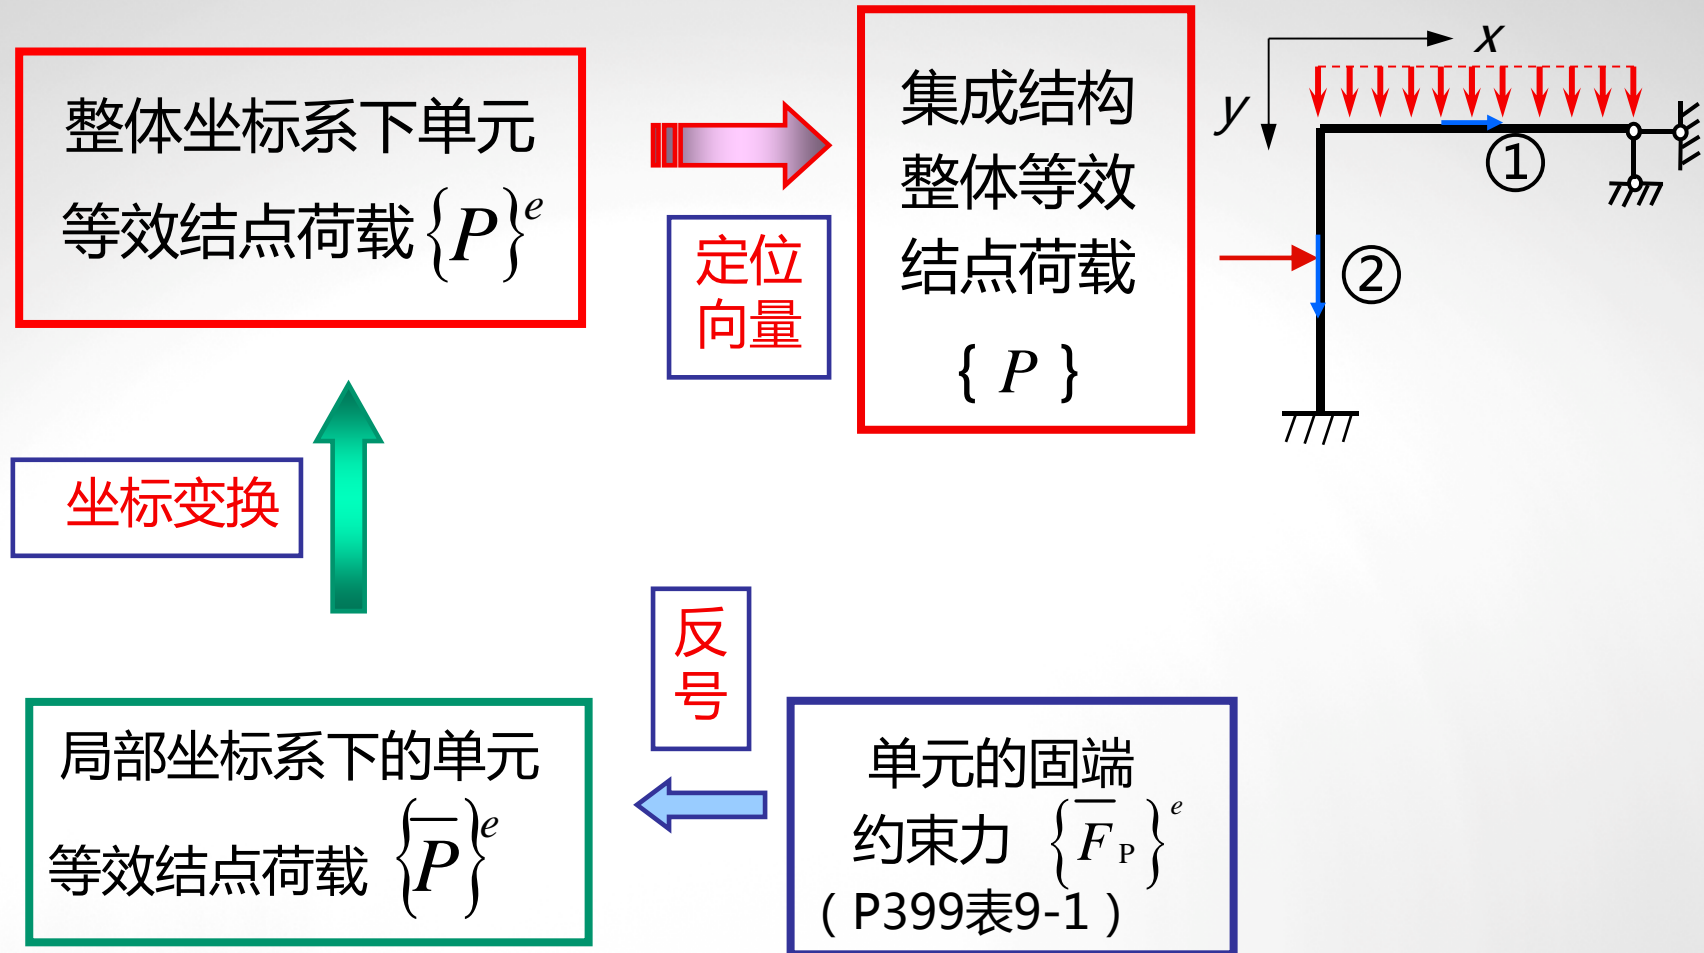 整体坐标系下单元
等效结点荷载 {P}^e
定位
向量
集成结构
整体等效
结点荷载
{ P }
x
y
①
②
坐标变换
反
号
局部坐标系下的单元
等效结点荷载 {P̅}^e
单元的固端
约束力 {F̅_P}^e
（P399表9-1）